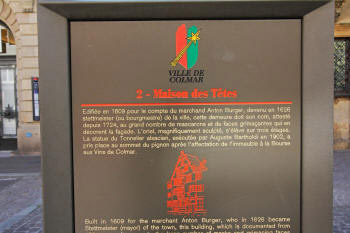 VILLE DE
COLMAR
2 - Maison des Têtes
Edifiée en 1609 pour le compte du marchand Anton Burger, devenu en 1626
stettmeister (ou bourgmestre) de la ville, cette demeure doit son nom, attesté
depuis 1724, au grand nombre de mascarons et de faces grimaçantes qui en
décorent la façade. L'oriel, magnifiquement sculpté, s'élève sur trois étages.
La statue du Tonnelier alsacien, exécutée par Auguste Bartholdi en 1902, a
pris place au sommet du pignon après l'affectation de l'immeuble à la Bourse
aux Vins de Colmar.
Built in 1609 for the merchant Anton Burger, who in 1626 became
Stettmeister (mayor) of the town, this building, which is documented from